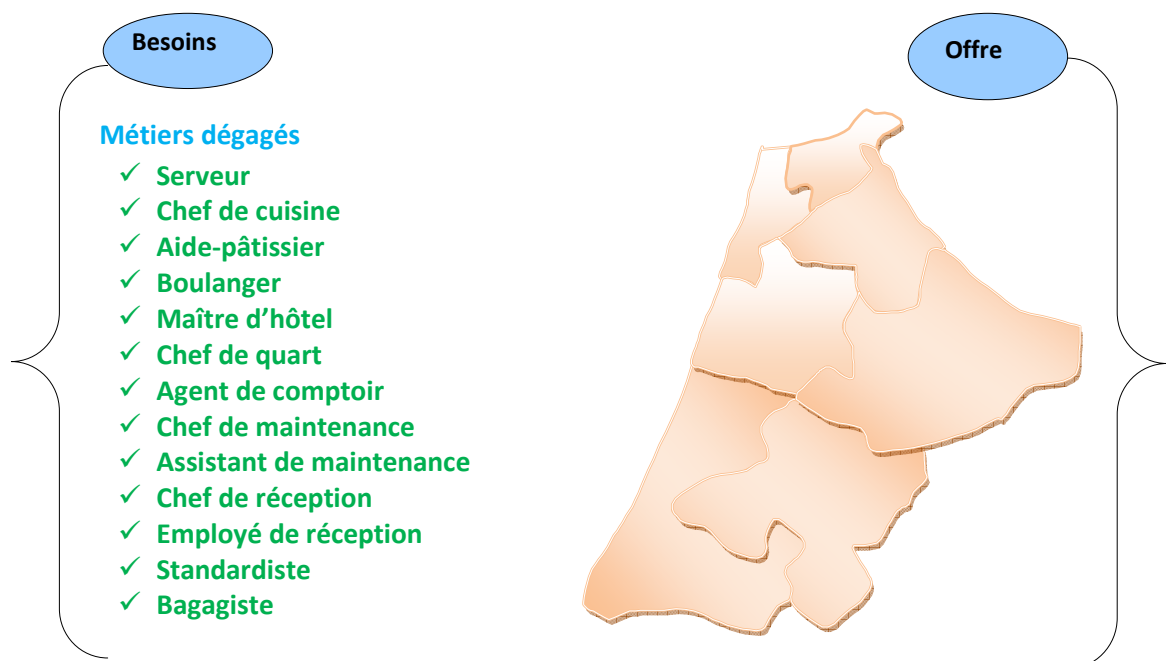 Besoins
Offre
Métiers dégagés
✓ Serveur
✓ Chef de cuisine
✓ Aide-pâtissier
✓ Boulanger
✓ Maître d’hôtel
✓ Chef de quart
✓ Agent de comptoir
✓ Chef de maintenance
✓ Assistant de maintenance
✓ Chef de réception
✓ Employé de réception
✓ Standardiste
✓ Bagagiste